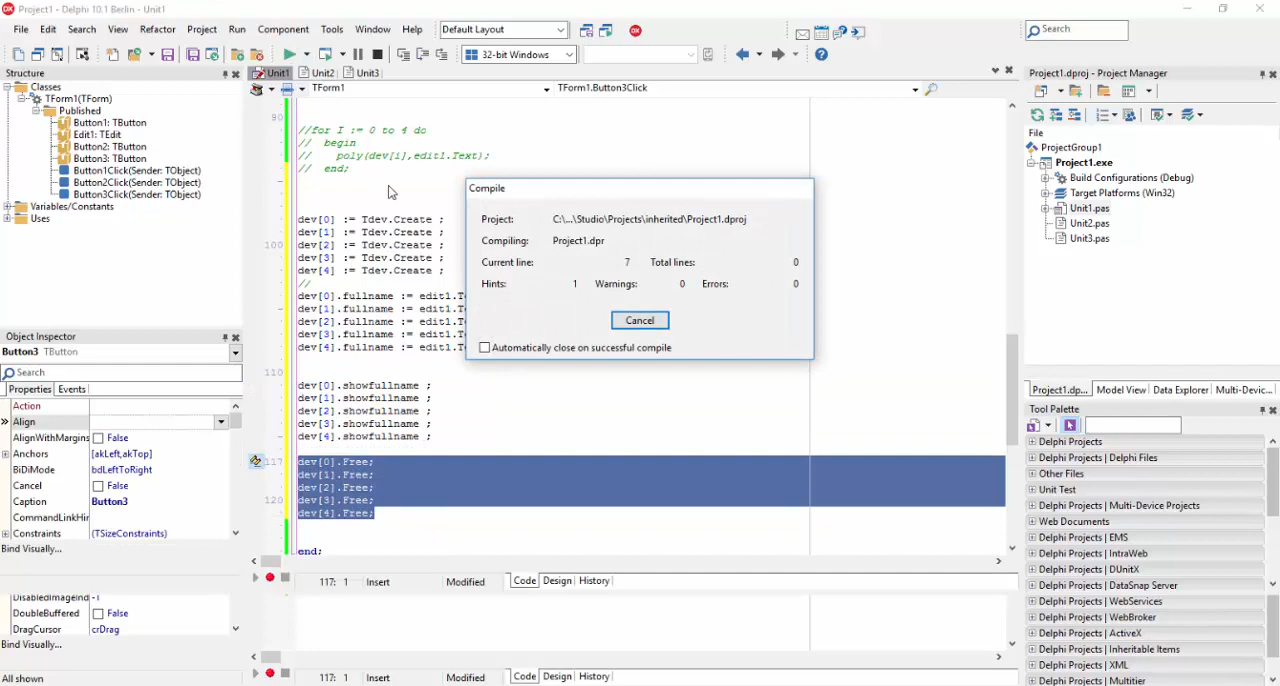 Project1 - Delphi 10.1 Berlin - Unit1
File Edit Search View Refactor Project Run Component Tools Window Help Default Layout
Search
32-bit Windows
Structure
Classes
TForm1(TForm)
Published
Button1: TButton
Edit1: TEdit
Button2: TButton
Button3: TButton
Button1Click(Sender: TObject)
Button2Click(Sender: TObject)
Button3Click(Sender: TObject)
Variables/Constants
Uses
Object Inspector
Button3 TButton
Search
Properties Events
Action
Align
AlignWithMargins False
Anchors [akLeft,akTop]
BiDiMode bdLeftToRight
Cancel False
Caption Button3
CommandLinkHin
Constraints (TSizeConstraints)
Bind Visually...
DisabledImageInd -1
DoubleBuffered False
DragCursor crDrag
Bind Visually...
All shown
Unit1 Unit2 Unit3
TForm1 TForm1.Button3Click
90
//for I := 0 to 4 do
// begin
// poly(dev[i],edit1.Text);
// end;
dev[0] := Tdev.Create ;
dev[1] := Tdev.Create ;
100 dev[2] := Tdev.Create ;
dev[3] := Tdev.Create ;
dev[4] := Tdev.Create ;
//
dev[0].fullname := edit1.Te
dev[1].fullname := edit1.Te
dev[2].fullname := edit1.Te
dev[3].fullname := edit1.Te
dev[4].fullname := edit1.Te
110
dev[0].showfullname ;
dev[1].showfullname ;
dev[2].showfullname ;
dev[3].showfullname ;
dev[4].showfullname ;
117 dev[0].Free;
dev[1].Free;
dev[2].Free;
120 dev[3].Free;
dev[4].Free;
end;
117: 1 Insert Modified Code Design History
117: 1 Insert Modified Code Design History
Compile
Project: C:\...\Studio\Projects\inherited\Project1.dproj
Compiling: Project1.dpr
Current line: 7 Total lines: 0
Hints: 1 Warnings: 0 Errors: 0
Cancel
Automatically close on successful compile
Project1.dproj - Project Manager
File
ProjectGroup1
Project1.exe
Build Configurations (Debug)
Target Platforms (Win32)
Unit1.pas
Unit2.pas
Unit3.pas
Project1.dp... Model View Data Explorer Multi-Devic...
Tool Palette
Delphi Projects
Delphi Projects | Delphi Files
Other Files
Unit Test
Delphi Projects | Multi-Device Projects
Web Documents
Delphi Projects | EMS
Delphi Projects | IntraWeb
Delphi Projects | DUnitX
Delphi Projects | DataSnap Server
Delphi Projects | WebServices
Delphi Projects | WebBroker
Delphi Projects | ActiveX
Delphi Projects | Inheritable Items
Delphi Projects | XML
Delphi Projects | Multitier